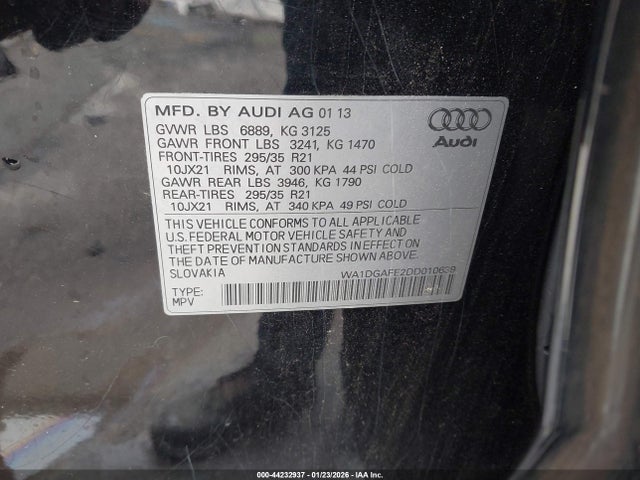 MFD. BY AUDI AG 01 13
GVWR LBS 6889, KG 3125
GAWR FRONT LBS 3241, KG 1470
FRONT-TIRES 295/35 R21
10JX21 RIMS, AT 300 KPA 44 PSI COLD
GAWR REAR LBS 3946, KG 1790
REAR-TIRES 295/35 R21
10JX21 RIMS, AT 340 KPA 49 PSI COLD
Audi
THIS VEHICLE CONFORMS TO ALL APPLICABLE
U.S. FEDERAL MOTOR VEHICLE SAFETY AND
THEFT PREVENTION STANDARDS IN EFFECT ON
THE DATE OF MANUFACTURE SHOWN ABOVE.
SLOVAKIA
WA1DGAFE2DD010639
TYPE:
MPV
000-44232937 - 01/23/2026 - IAA Inc.